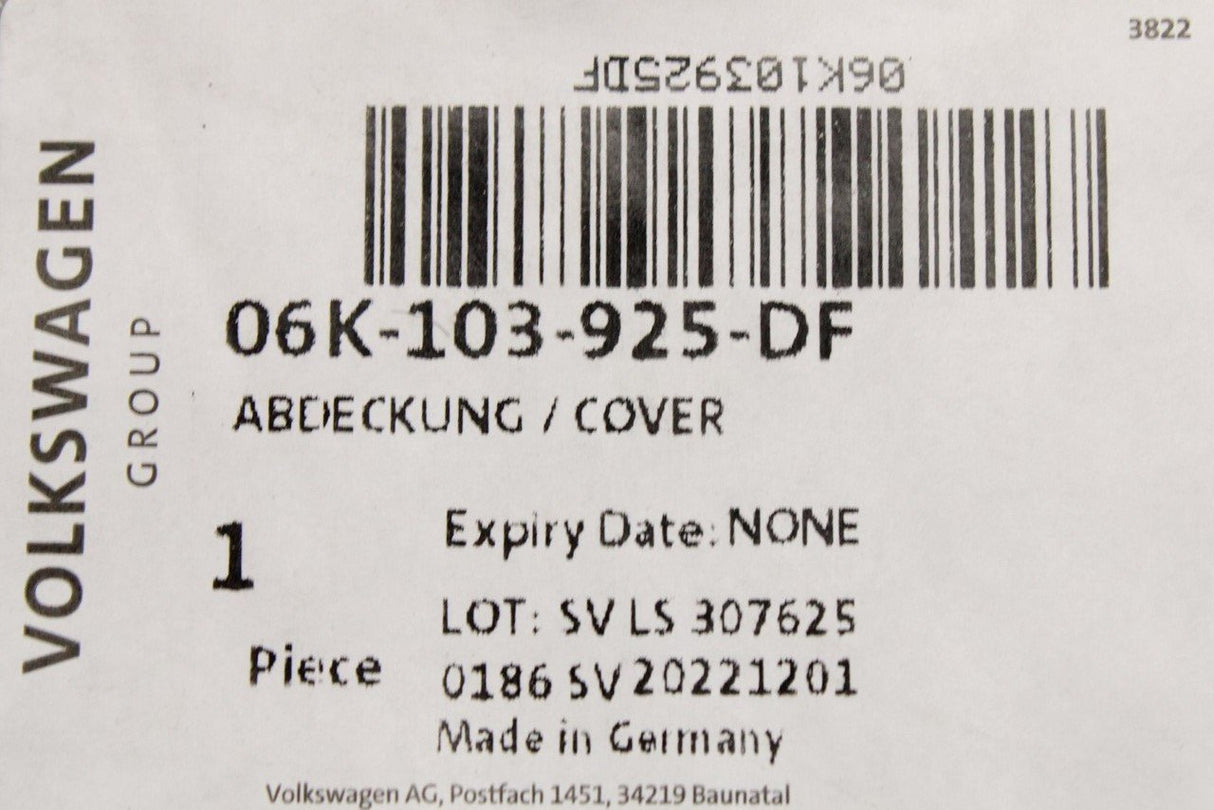 3822
06K103925DF
VOLKSWAGEN
GROUP
06K-103-925-DF
ABDECKUNG / COVER
1
Piece
Expiry Date: NONE
LOT: SV LS 307625
0186 SV 20221201
Made in Germany
Volkswagen AG, Postfach 1451, 34219 Baunatal